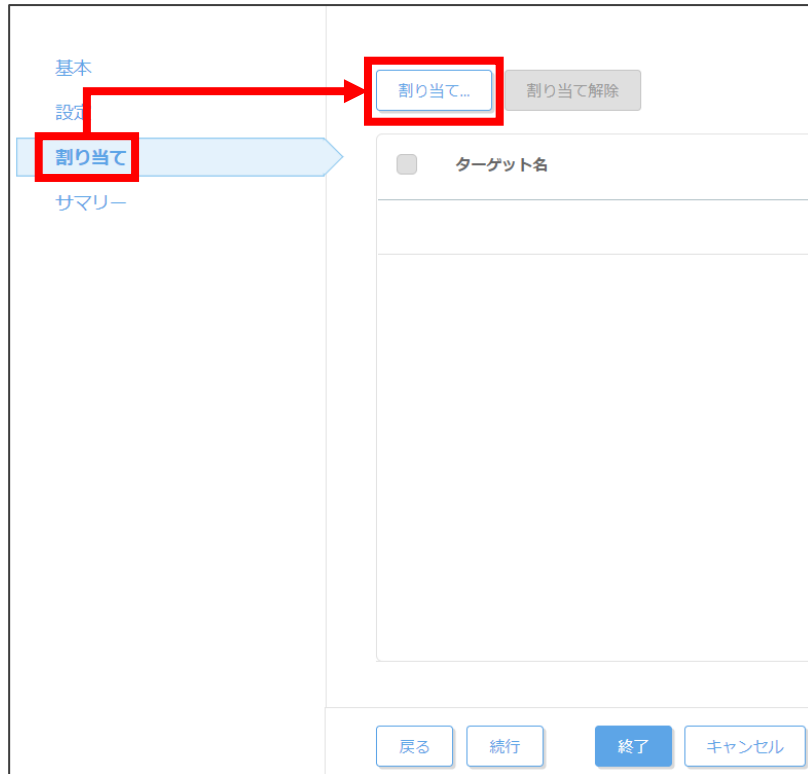 基本
設定
割り当て
サマリー
割り当て...
割り当て解除
ターゲット名
戻る
続行
終了
キャンセル